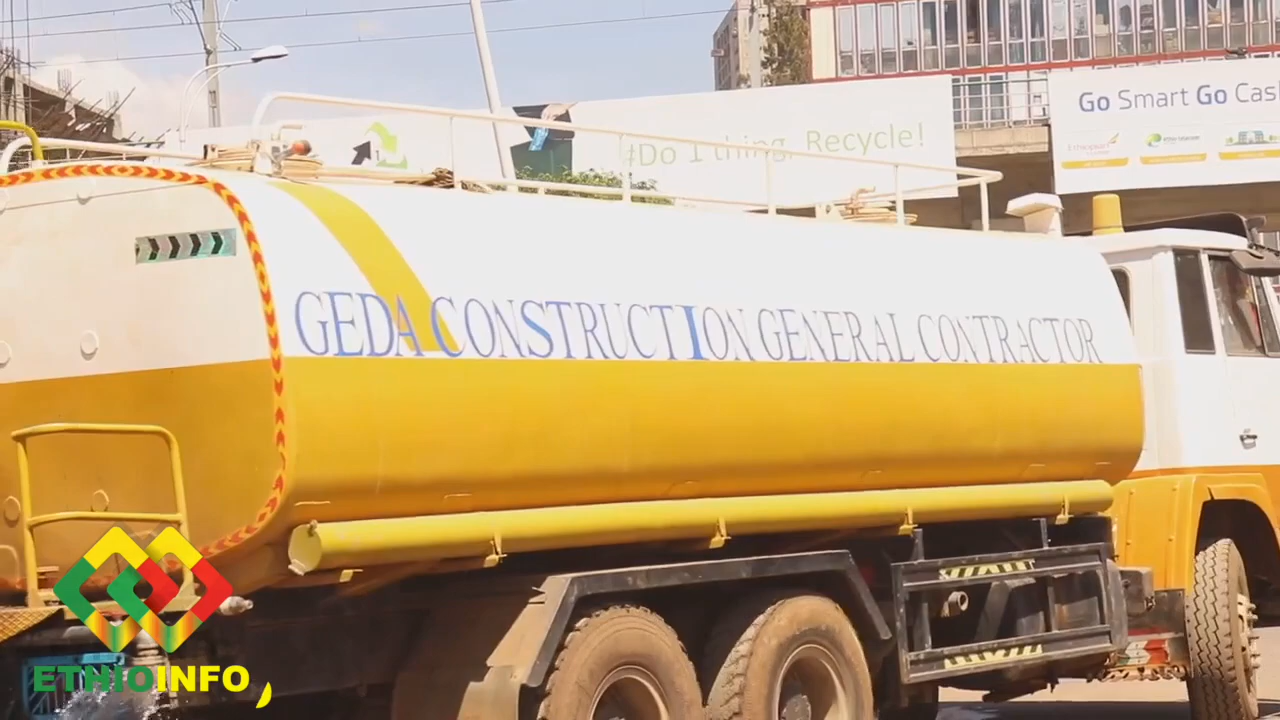 Go Smart Go Cas
#Do 1 thing, Recycle!
GEDA CONSTRUCTION GENERAL CONTRACTOR
ETHIOINFO